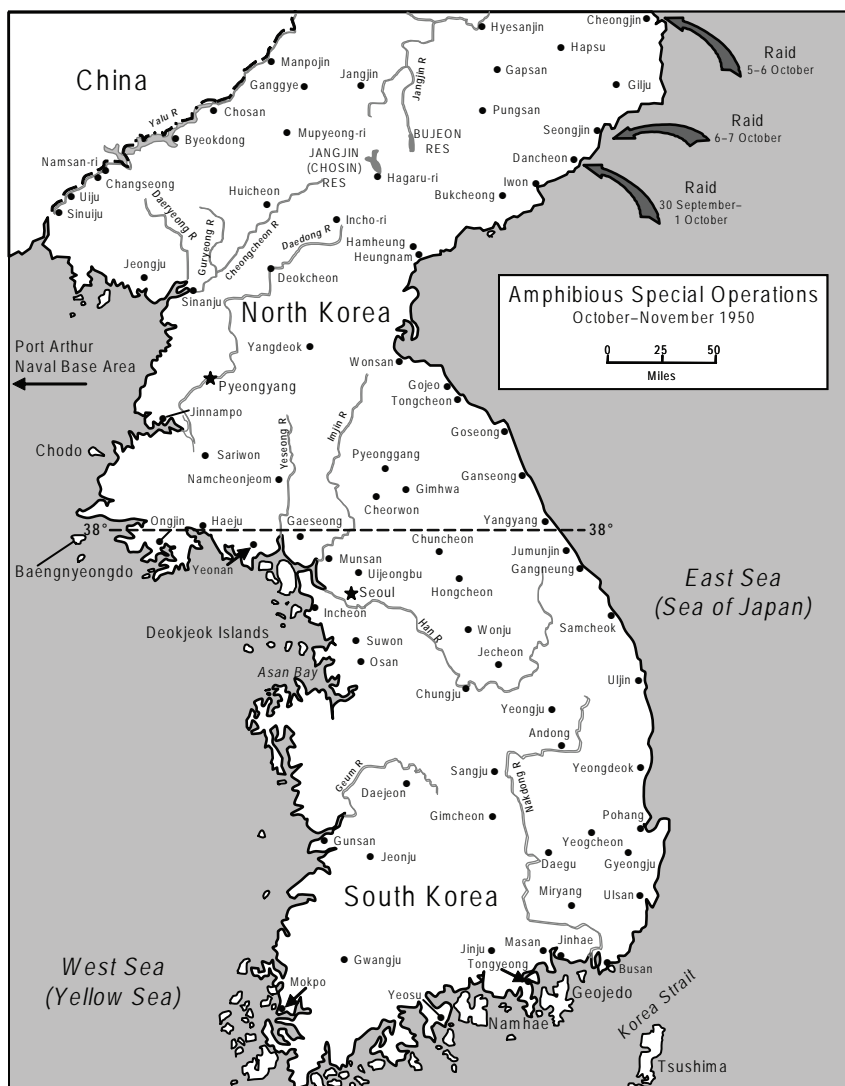 Cheongjin
Hyesanjin
Hapsu
Raid
5–6 October
China
Manpojin
Ganggye
Jangjin
Jangjin R
Gapsan
Gilju
Yalu R
Chosan
Pungsan
Byeokdong
Mupyeong-ri
BUJEON
RES
Seongjin
Raid
6–7 October
Namsan-ri
JANGJIN
(CHOSIN)
RES
Dancheon
Changseong
Hagaru-ri
Uiju
Huicheon
Bukcheong
Iwon
Raid
30 September–
1 October
Sinuiju
Daeryeong R
Guryeong R
Cheongcheon R
Incho-ri
Daedong R
Hamheung
Heungnam
Jeongju
Deokcheon
Sinanju
North Korea
Amphibious Special Operations
October–November 1950
0 25 50
Miles
Port Arthur
Naval Base Area
Yangdeok
Wonsan
Pyeongyang
Gojeo
Tongcheon
Jinnampo
Imjin R
Goseong
Chodo
Yeseong R
Sariwon
Pyeonggang
Namcheonjeom
Gimhwa
Ganseong
Cheorwon
Ongjin
Haeju
Gaeseong
Yangyang
38°
38°
Baengnyeongdo
Yeonan
Chuncheon
Jumunjin
Munsan
Uijeongbu
Gangneung
East Sea
(Sea of Japan)
Seoul
Hongcheon
Incheon
Deokjeok Islands
Han R
Wonju
Samcheok
Suwon
Osan
Jecheon
Asan Bay
Chungju
Uljin
Yeongju
Andong
Geum R
Sangju
Nakdong R
Yeongdeok
Daejeon
Gimcheon
Pohang
Gunsan
Yeogcheon
Jeonju
Daegu
Gyeongju
South Korea
Miryang
Ulsan
West Sea
(Yellow Sea)
Gwangju
Jinju
Masan
Jinhae
Tongyeong
Busan
Mokpo
Yeosu
Geojedo
Namhae
Korea Strait
Tsushima